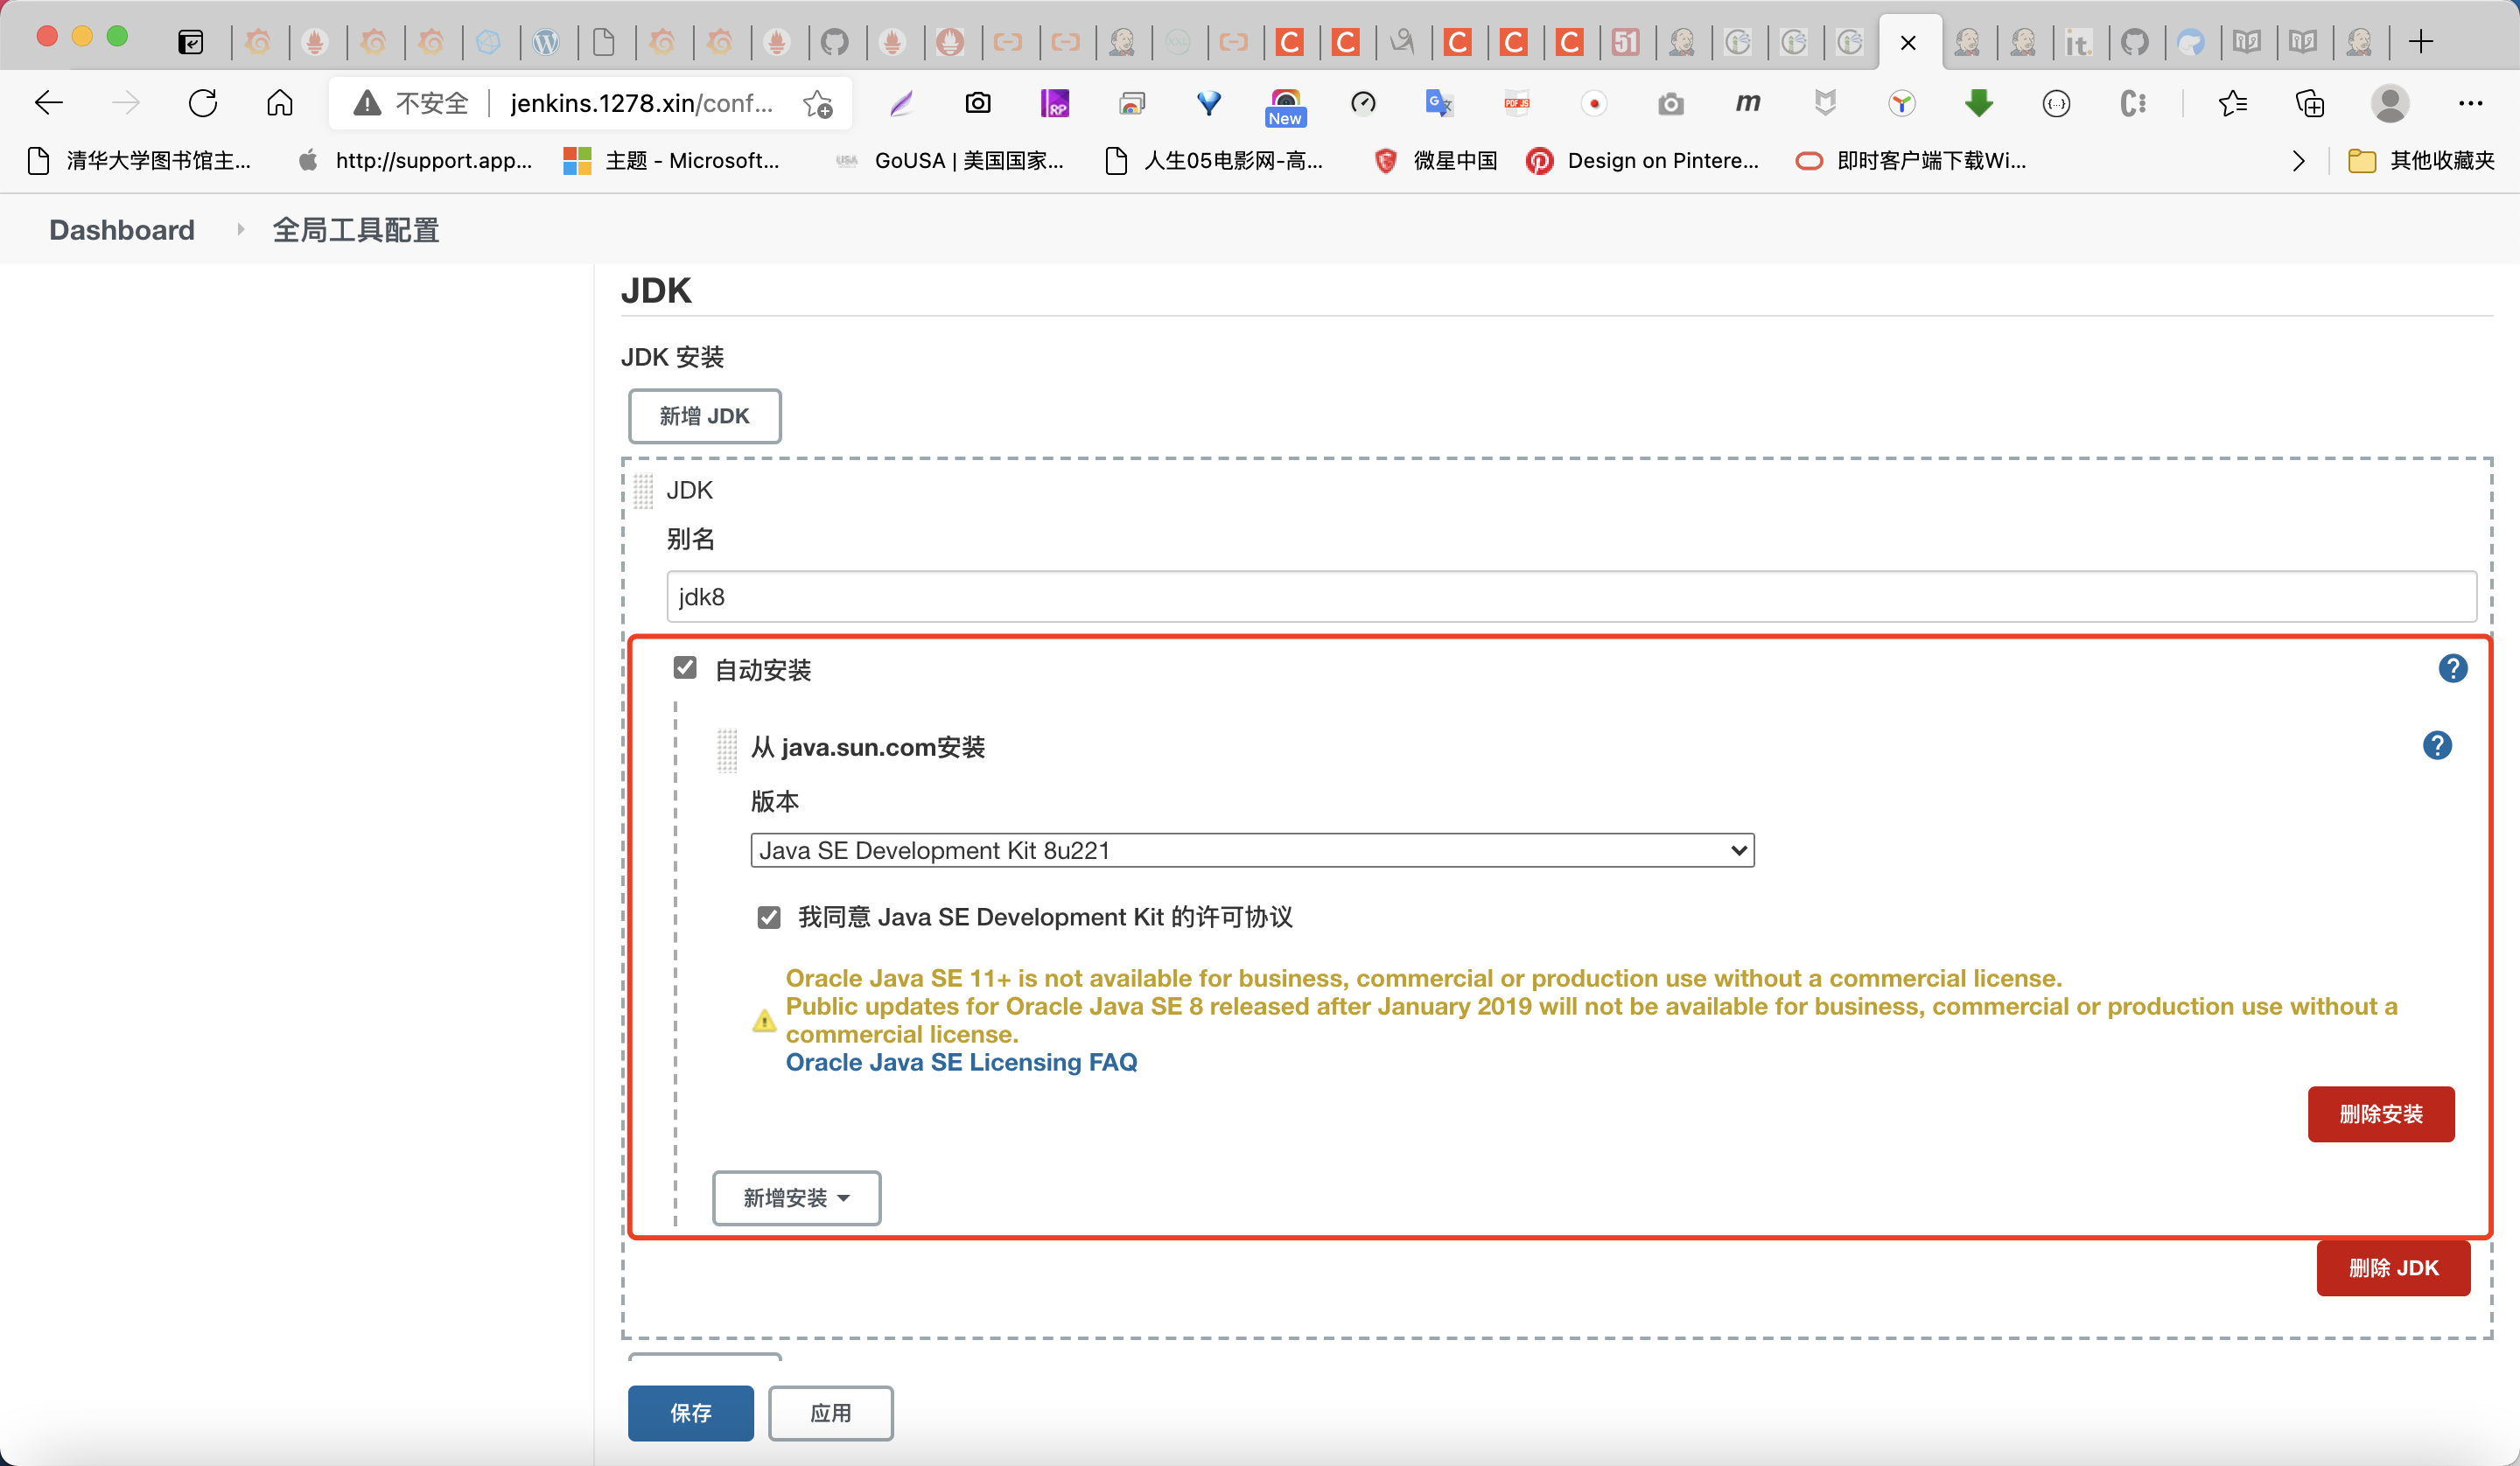 不安全
jenkins.1278.xin/conf...
New
清华大学图书馆主...
http://support.app...
主题 - Microsoft...
GoUSA | 美国国家...
人生05电影网-高...
微星中国
Design on Pintere...
即时客户端下载Wi...
其他收藏夹
Dashboard
全局工具配置
JDK
JDK 安装
新增 JDK
JDK
别名
jdk8
自动安装
从 java.sun.com安装
版本
Java SE Development Kit 8u221
我同意 Java SE Development Kit 的许可协议
Oracle Java SE 11+ is not available for business, commercial or production use without a commercial license.
Public updates for Oracle Java SE 8 released after January 2019 will not be available for business, commercial or production use without a
commercial license.
Oracle Java SE Licensing FAQ
删除安装
新增安装
删除 JDK
保存
应用